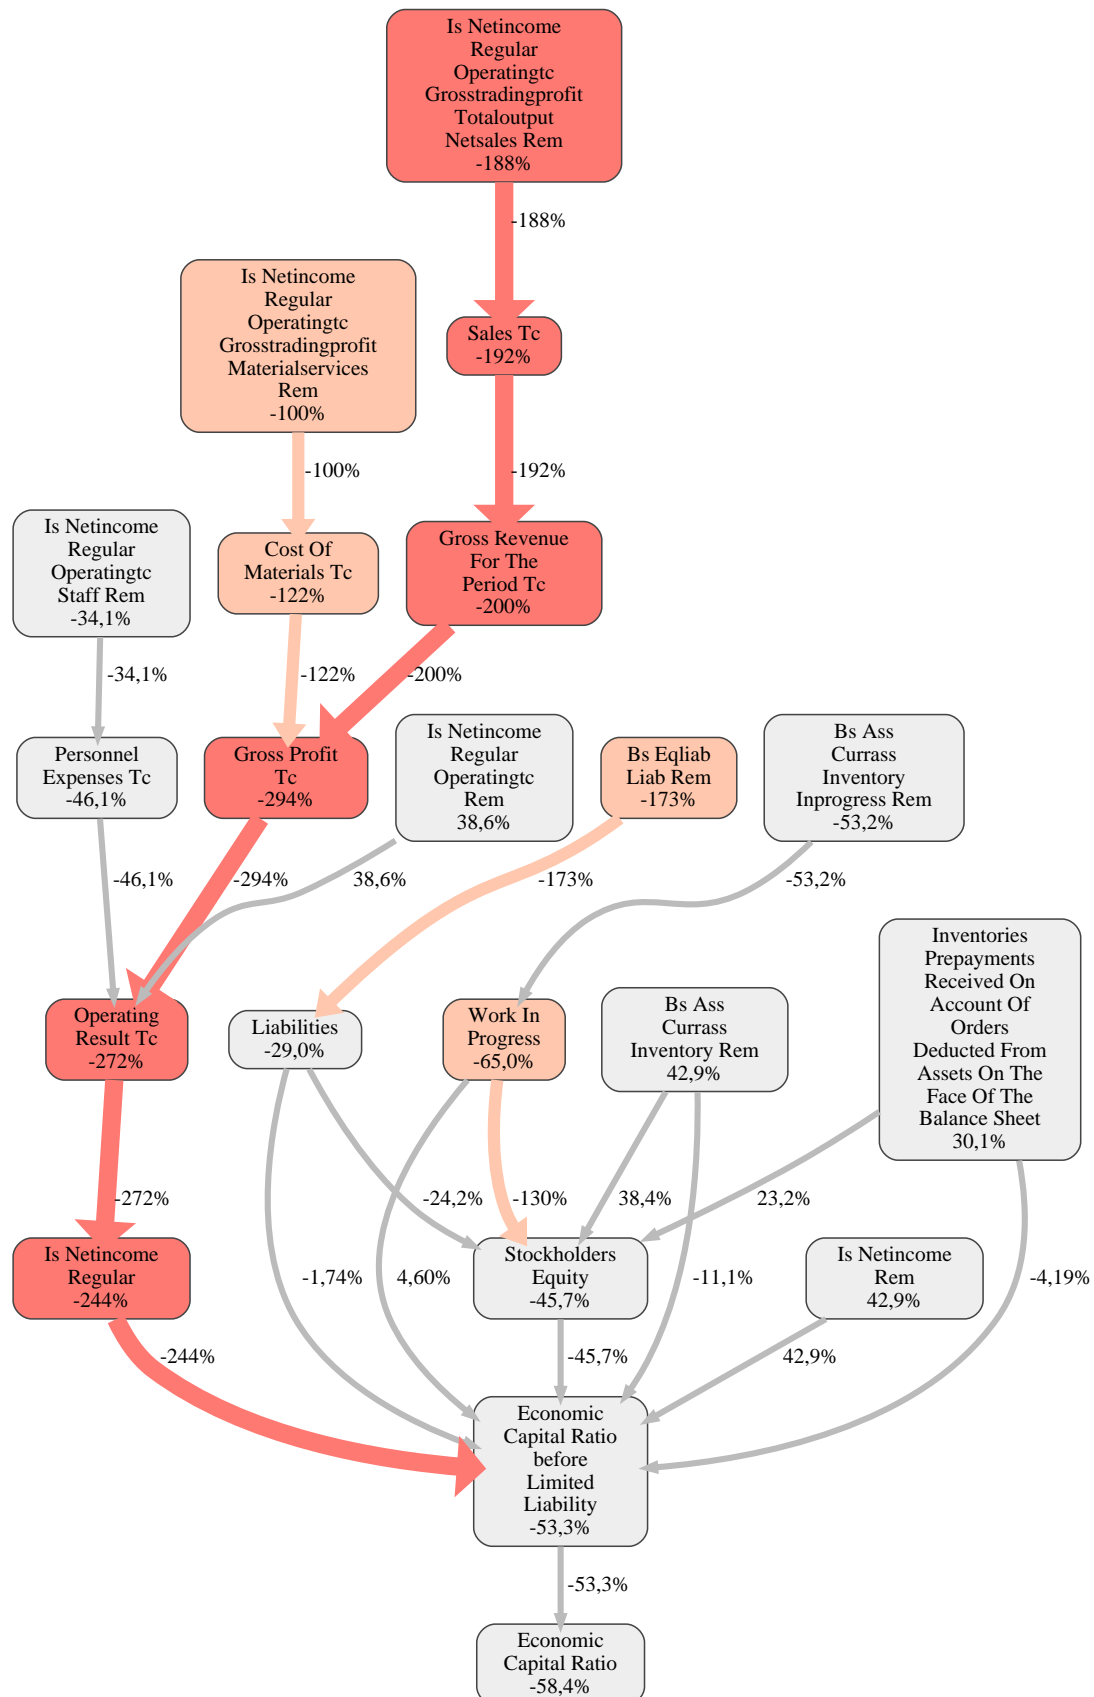 Is Netincome
Regular
Operatingtc
Grosstradingprofit
Totaloutput
Netsales Rem
-188%
-188%
Is Netincome
Regular
Operatingtc
Grosstradingprofit
Materialservices
Rem
-100%
Sales Tc
-192%
-100%
-192%
Is Netincome
Regular
Operatingtc
Staff Rem
-34,1%
Cost Of
Materials Tc
-122%
Gross Revenue
For The
Period Tc
-200%
-34,1%
-122%
-200%
Personnel
Expenses Tc
-46,1%
Gross Profit
Tc
-294%
Is Netincome
Regular
Operatingtc
Rem
38,6%
Bs Eqliab
Liab Rem
-173%
Bs Ass
Currass
Inventory
Inprogress Rem
-53,2%
-46,1%
-294%
38,6%
-173%
-53,2%
Inventories
Prepayments
Received On
Account Of
Orders
Deducted From
Assets On The
Face Of The
Balance Sheet
30,1%
Operating
Result Tc
-272%
Liabilities
-29,0%
Work In
Progress
-65,0%
Bs Ass
Currass
Inventory Rem
42,9%
-272%
-24,2%
-130%
38,4%
23,2%
Is Netincome
Regular
-244%
-1,74%
4,60%
Stockholders
Equity
-45,7%
-11,1%
Is Netincome
Rem
42,9%
-4,19%
-244%
-45,7%
42,9%
Economic
Capital Ratio
before
Limited
Liability
-53,3%
-53,3%
Economic
Capital Ratio
-58,4%